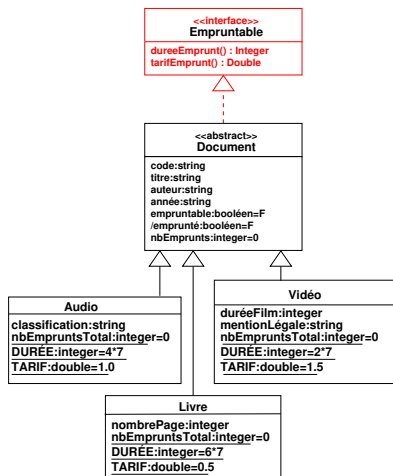 <<interface>>
Empruntable
dureeEmprunt() : Integer
tarifEmprunt() : Double
<<abstract>>
Document
code:string
titre:string
auteur:string
année:string
empruntable:booléen=F
/emprunté:booléen=F
nbEmprunts:integer=0
Audio
classification:string
nbEmpruntsTotal:integer=0
DURÉE:integer=4*7
TARIF:double=1.0
Vidéo
duréeFilm:integer
mentionLégale:string
nbEmpruntsTotal:integer=0
DURÉE:integer=2*7
TARIF:double=1.5
Livre
nombrePage:integer
nbEmpruntsTotal:integer=0
DURÉE:integer=6*7
TARIF:double=0.5